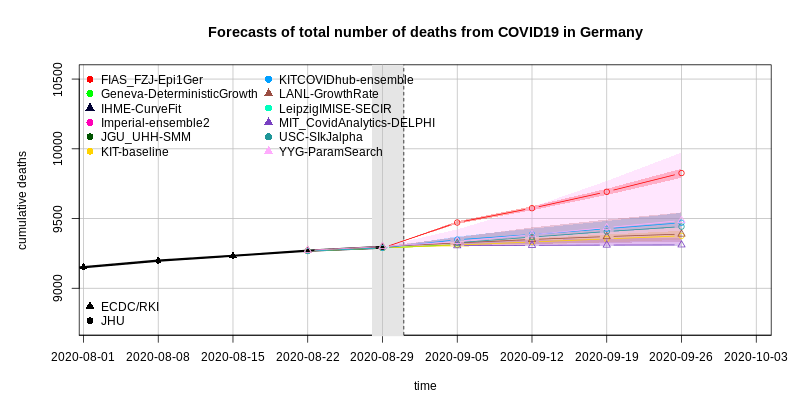 Forecasts of total number of deaths from COVID19 in Germany
10500
10000
9500
9000
cumulative deaths
FIAS_FZJ-Epi1Ger
Geneva-DeterministicGrowth
IHME-CurveFit
Imperial-ensemble2
JGU_UHH-SMM
KIT-baseline
KITCOVIDhub-ensemble
LANL-GrowthRate
LeipzigIMISE-SECIR
MIT_CovidAnalytics-DELPHI
USC-SIkJalpha
YYG-ParamSearch
ECDC/RKI
JHU
2020-08-01 2020-08-08 2020-08-15 2020-08-22 2020-08-29 2020-09-05 2020-09-12 2020-09-19 2020-09-26 2020-10-03
time